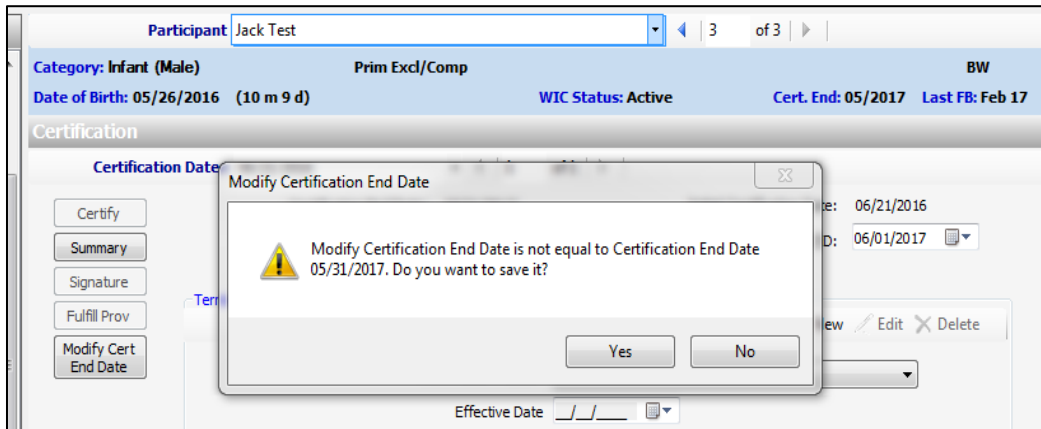 Participant Jack Test 3 of 3
Category: Infant (Male) Prim Excl/Comp BW
Date of Birth: 05/26/2016 (10 m 9 d) WIC Status: Active Cert. End: 05/2017 Last FB: Feb 17
Certification
Certification Date
Modify Certification End Date
Certify
06/21/2016
Summary
06/01/2017
Modify Certification End Date is not equal to Certification End Date
05/31/2017. Do you want to save it?
Signature
Fulfill Prov
Edit Delete
Modify Cert
End Date
Yes No
Effective Date __/__/____